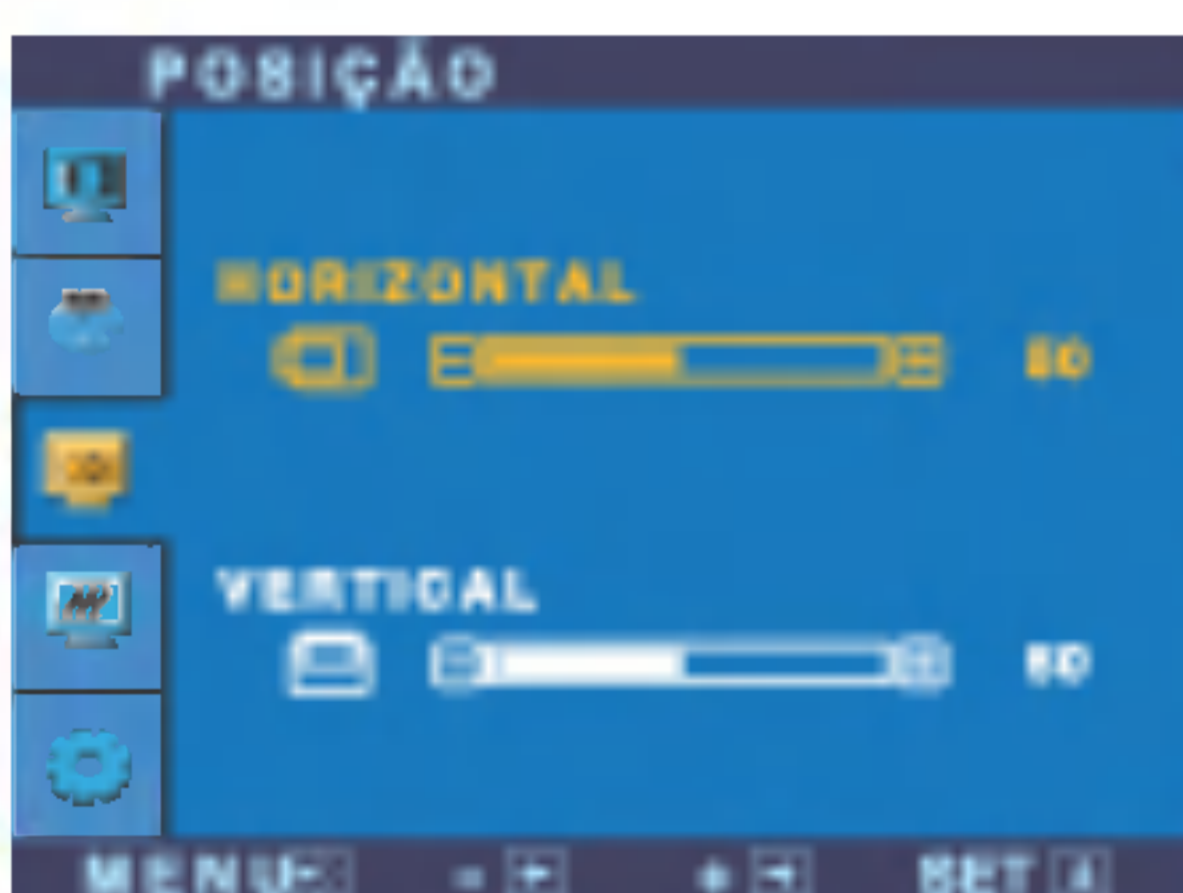 POSIÇÃO
HORIZONTAL
50
VERTICAL
50
MENU - + SET